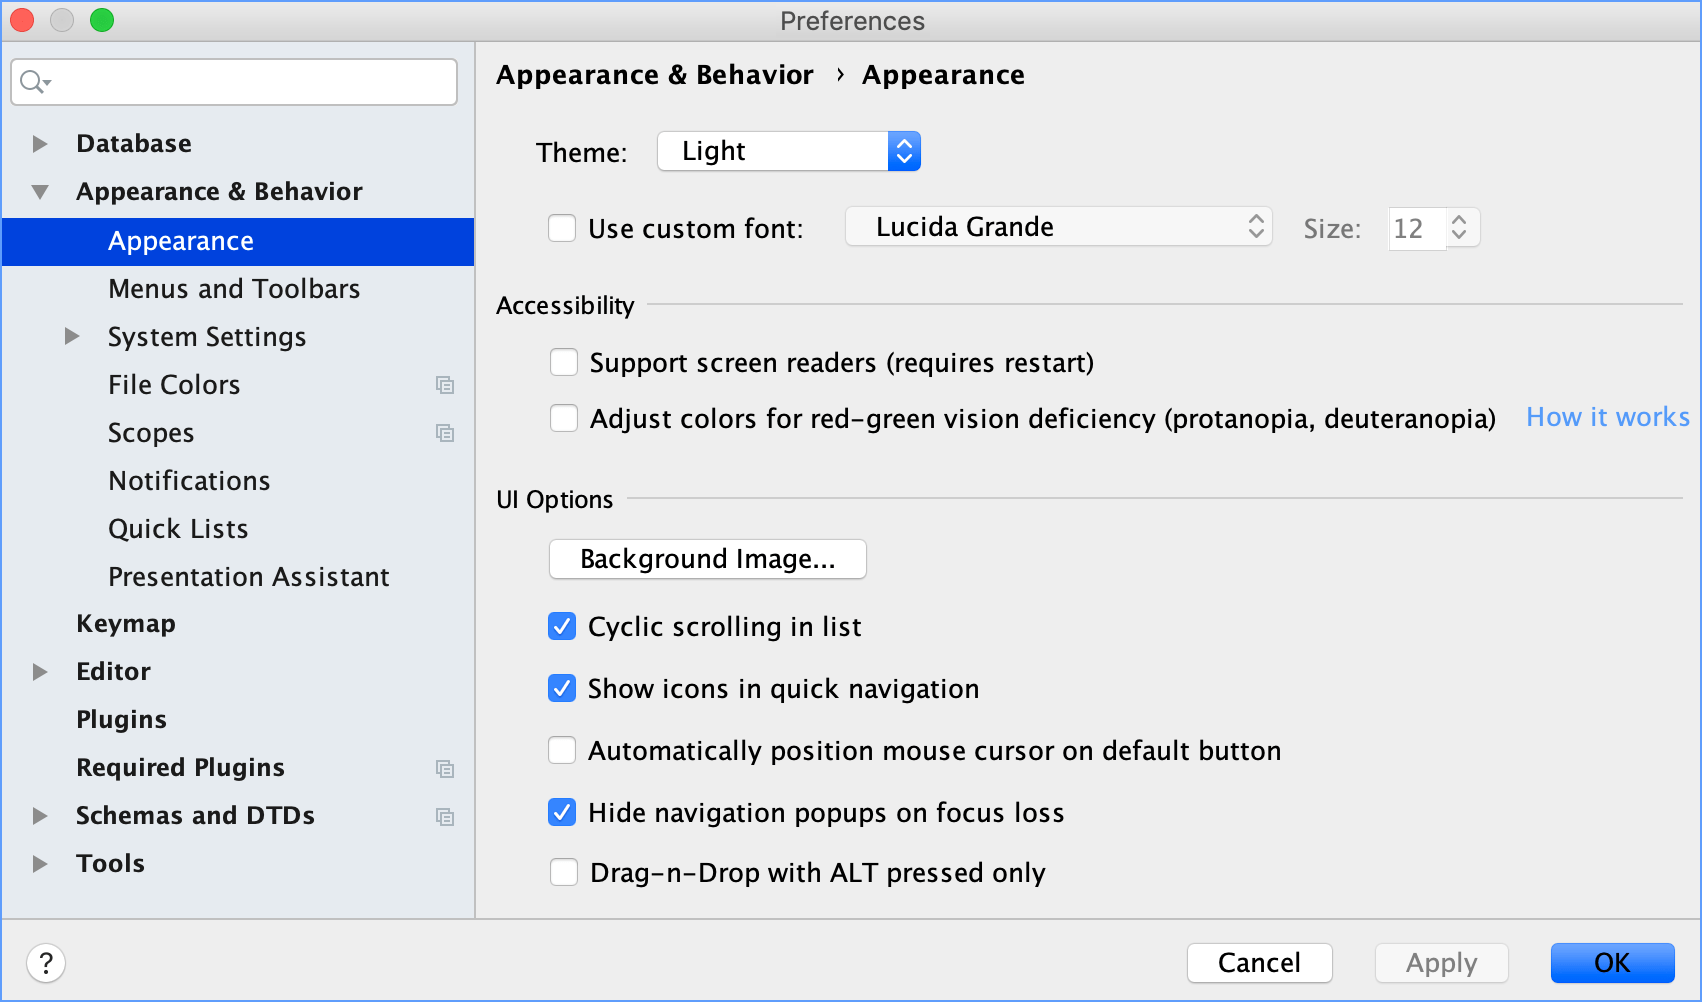 Preferences
Database
Appearance & Behavior
Appearance
Menus and Toolbars
System Settings
File Colors
Scopes
Notifications
Quick Lists
Presentation Assistant
Keymap
Editor
Plugins
Required Plugins
Schemas and DTDs
Tools
Appearance & Behavior › Appearance
Theme: Light
Use custom font: Lucida Grande Size: 12
Accessibility
Support screen readers (requires restart)
Adjust colors for red-green vision deficiency (protanopia, deuteranopia) How it works
UI Options
Background Image...
Cyclic scrolling in list
Show icons in quick navigation
Automatically position mouse cursor on default button
Hide navigation popups on focus loss
Drag-n-Drop with ALT pressed only
? Cancel Apply OK